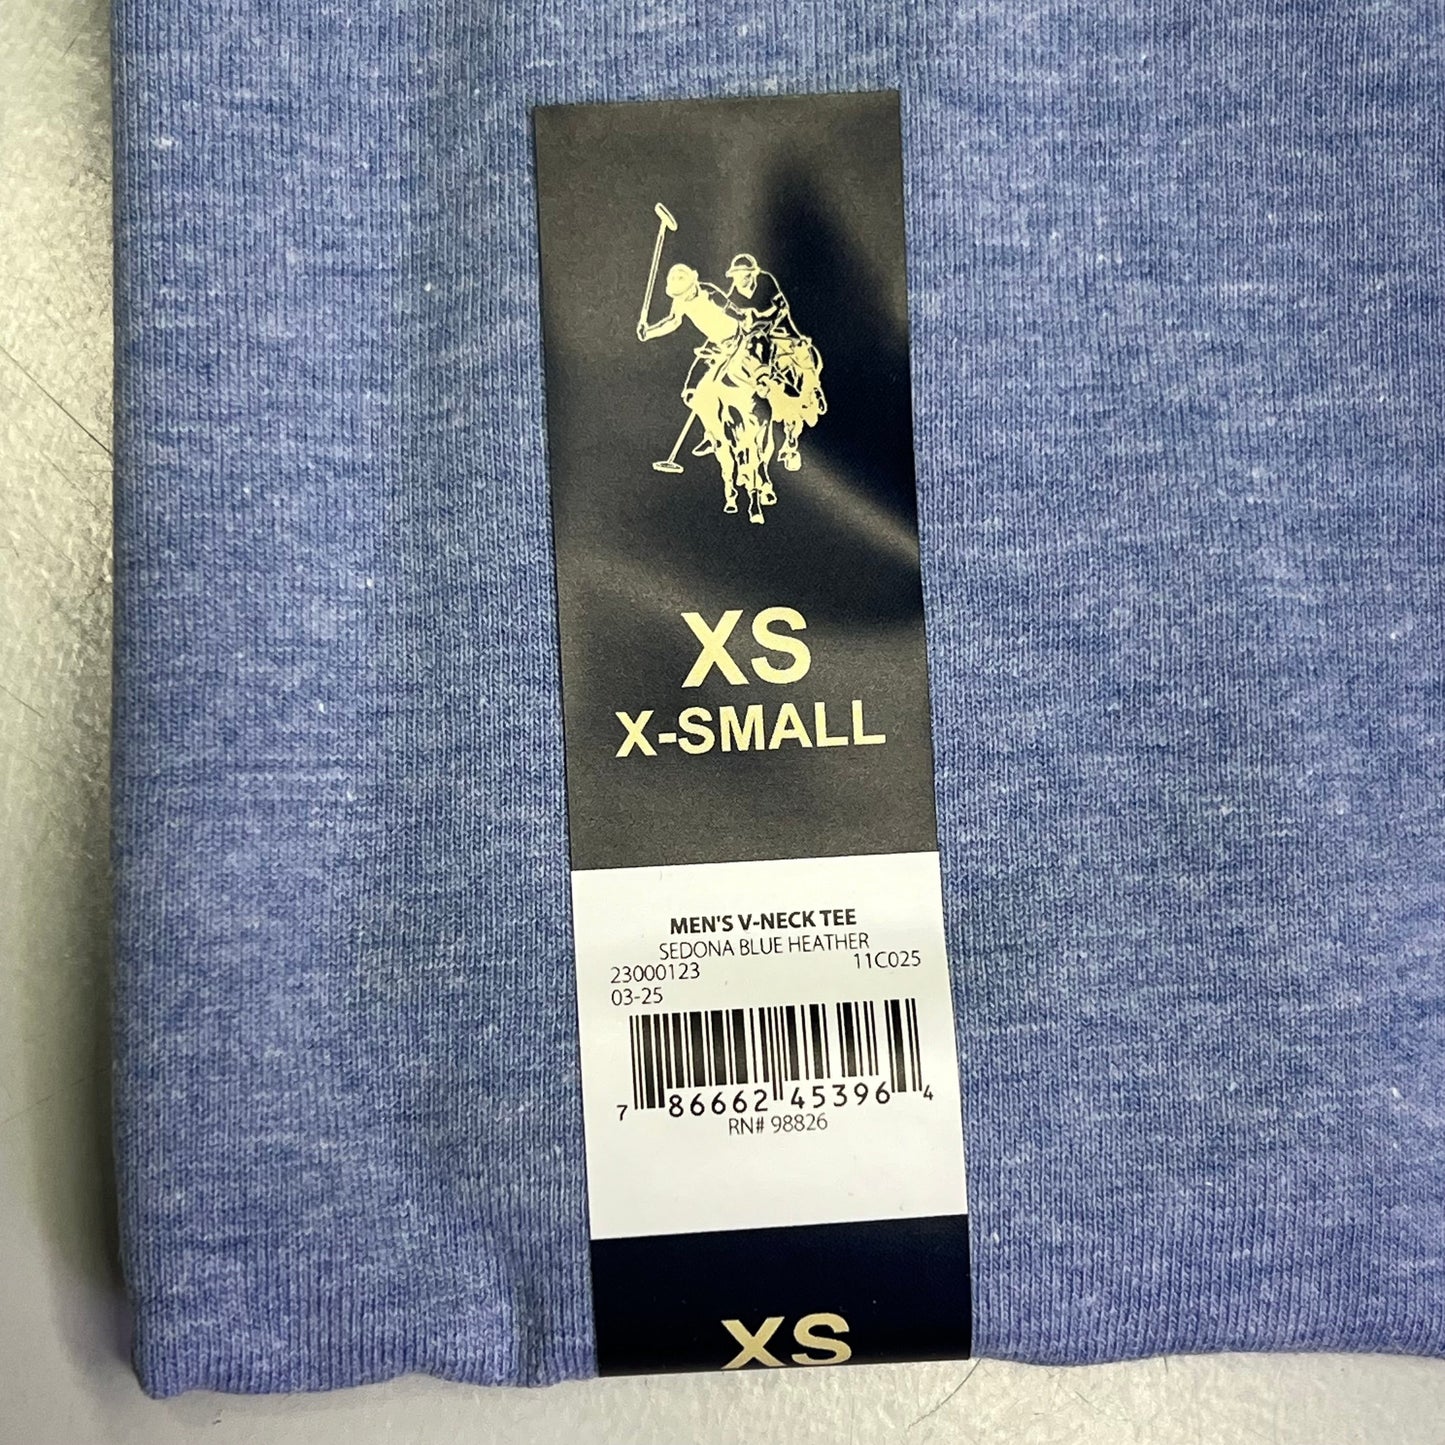 XS
X-SMALL
MEN'S V-NECK TEE
SEDONA BLUE HEATHER
23000123 11C025
03-25
7 86662 45396 4
RN# 98826
XS